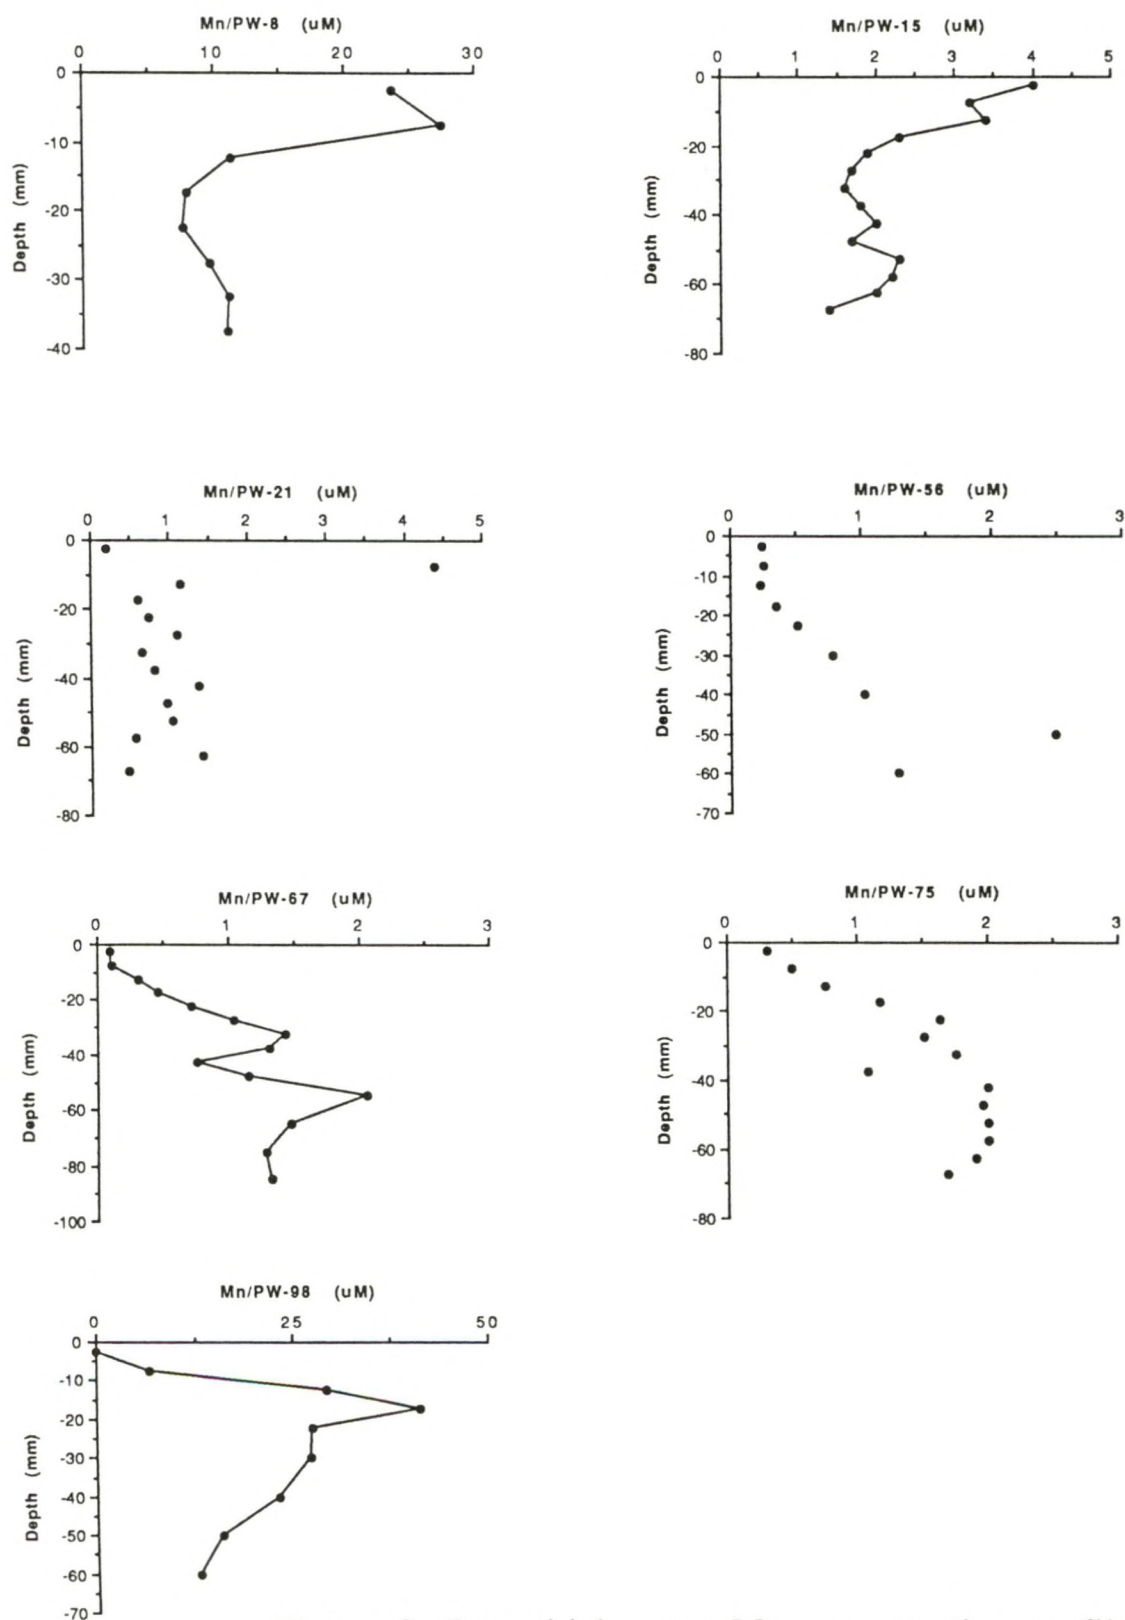 Mn/PW-8 (uM)
0 10 20 30
0
-10
-20
-30
-40
Depth (mm)
Mn/PW-15 (uM)
0 1 2 3 4 5
0
-20
-40
-60
-80
Depth (mm)
Mn/PW-21 (uM)
0 1 2 3 4 5
0
-20
-40
-60
-80
Depth (mm)
Mn/PW-56 (uM)
0 1 2 3
0
-10
-20
-30
-40
-50
-60
-70
Depth (mm)
Mn/PW-67 (uM)
0 1 2 3
0
-20
-40
-60
-80
-100
Depth (mm)
Mn/PW-75 (uM)
0 1 2 3
0
-20
-40
-60
-80
Depth (mm)
Mn/PW-98 (uM)
0 25 50
0
-10
-20
-30
-40
-50
-60
-70
Depth (mm)